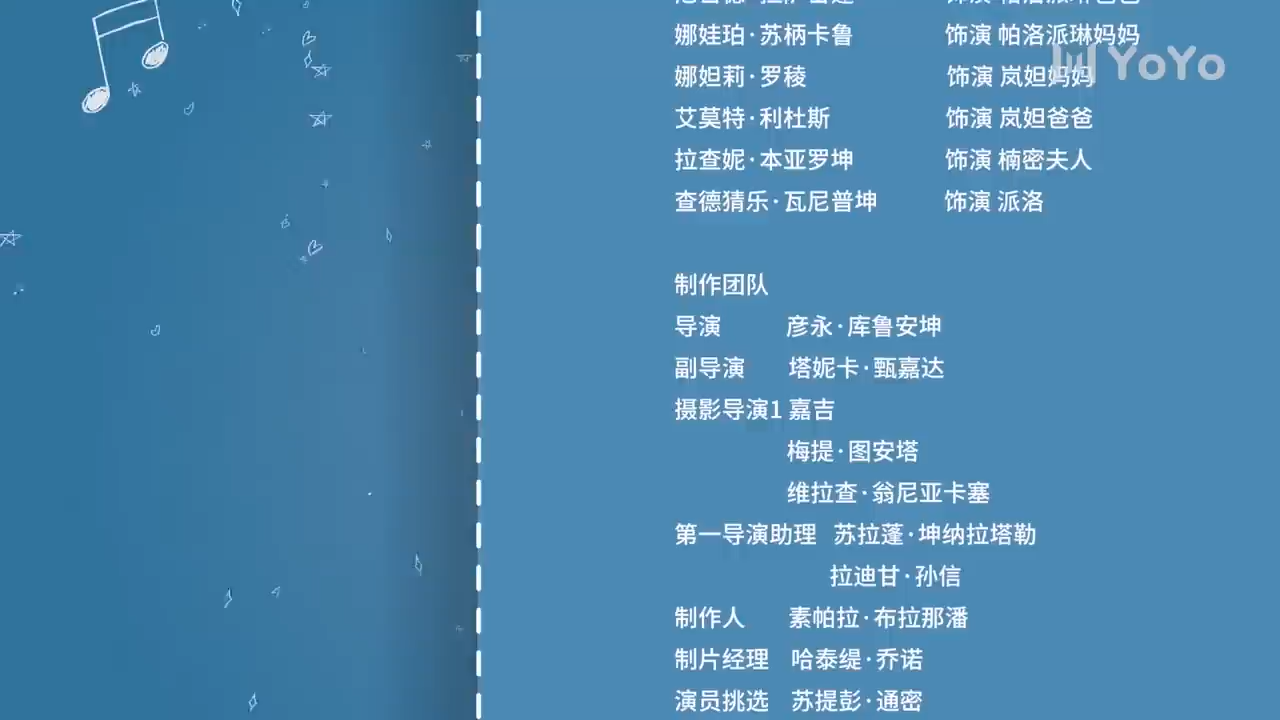 娜娃珀·苏柄卡鲁 饰演 帕洛派琳妈妈
YoYo
娜妲莉·罗稜 饰演 岚妲妈妈
艾莫特·利杜斯 饰演 岚妲爸爸
拉查妮·本亚罗坤 饰演 楠密夫人
查德猜乐·瓦尼普坤 饰演 派洛
制作团队
导演 彦永·库鲁安坤
副导演 塔妮卡·甄嘉达
摄影导演1 嘉吉
梅提·图安塔
维拉查·翁尼亚卡塞
第一导演助理 苏拉蓬·坤纳拉塔勒
拉迪甘·孙信
制作人 素帕拉·布拉那潘
制片经理 哈泰缇·乔诺
演员挑选 苏提彭·通密